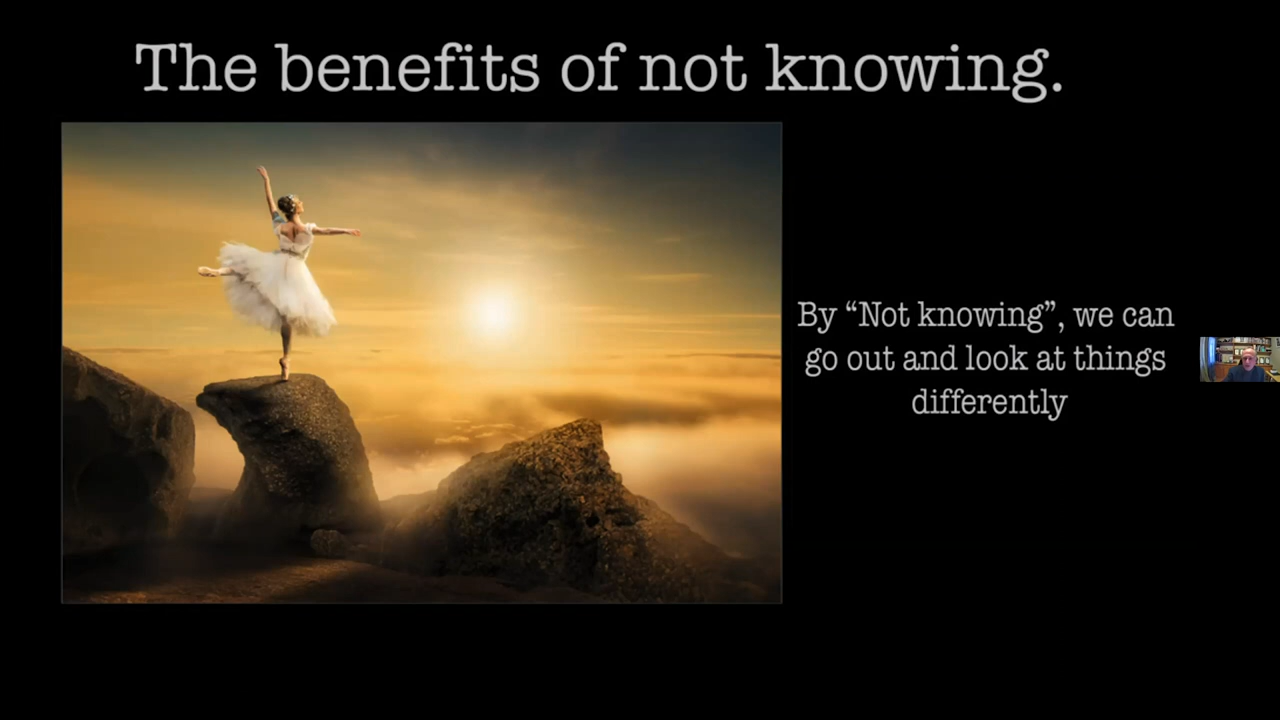 The benefits of not knowing.
By “Not knowing”, we can
go out and look at things
differently